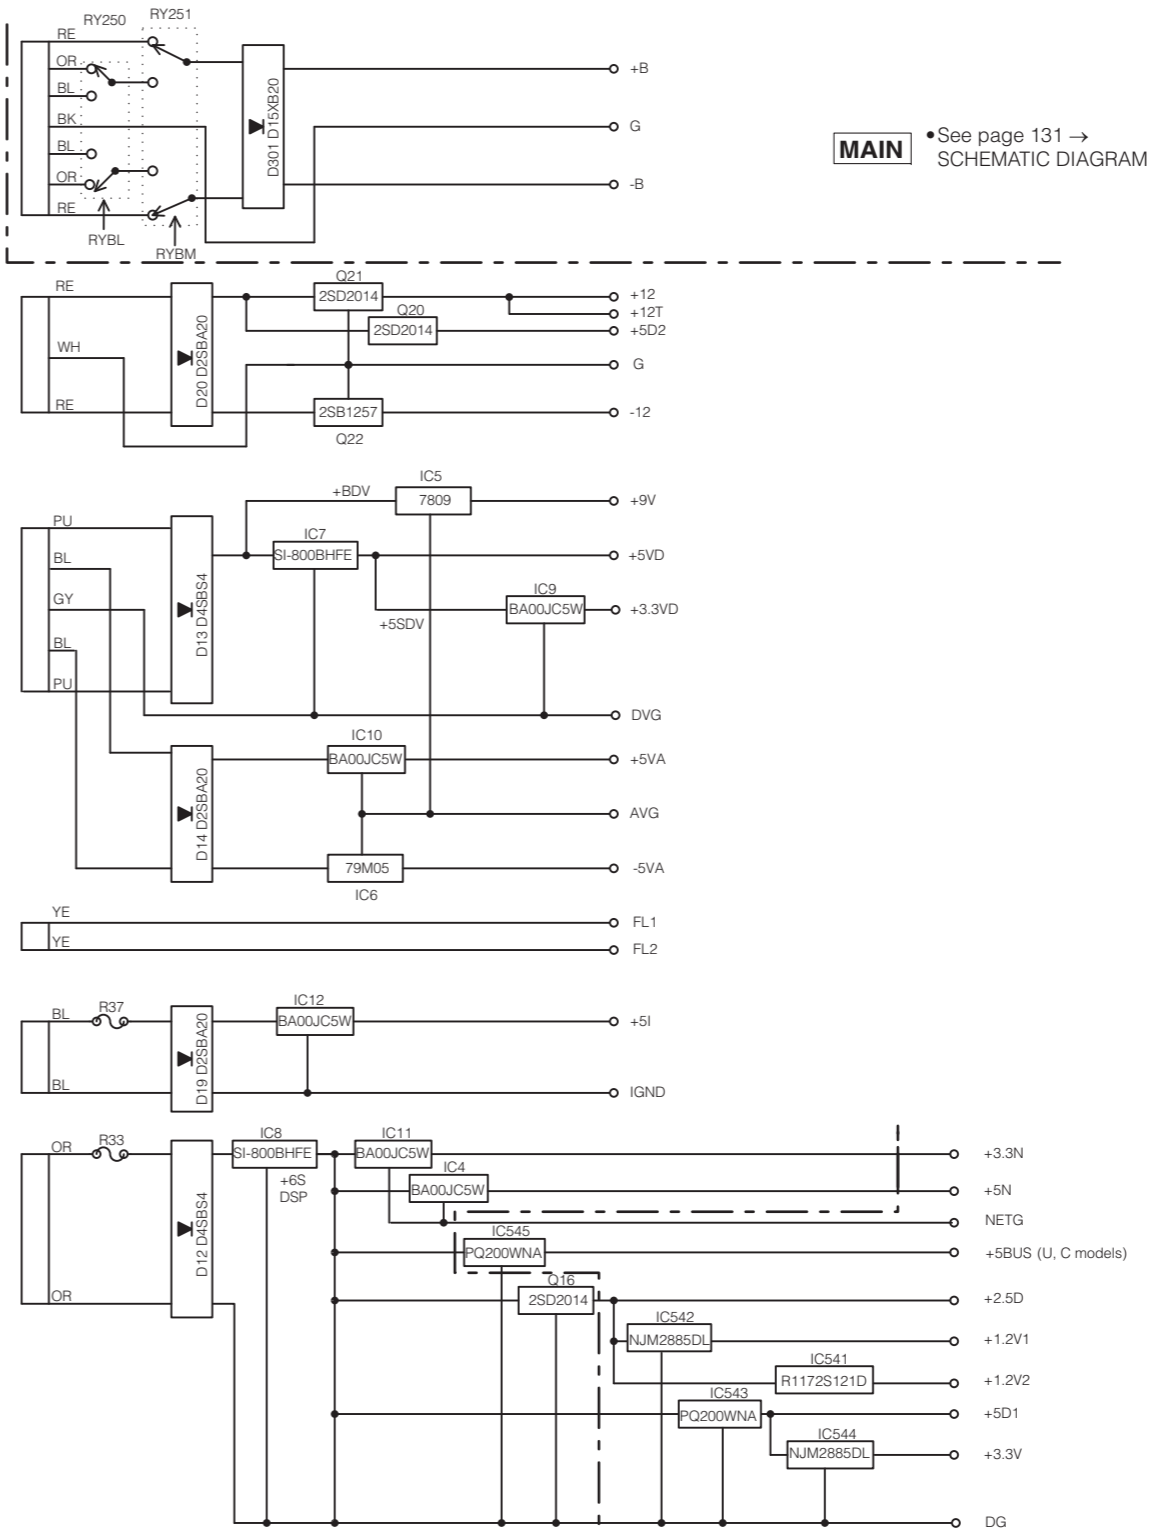 RY250
RY251
RE
OR
BL
BK
BL
OR
RE
RYBL
RYBM
D301 D15XB20
+B
G
-B
MAIN
•See page 131 →
SCHEMATIC DIAGRAM
RE
WH
RE
D20 D2SBA20
Q21
2SD2014
Q20
2SD2014
2SB1257
Q22
+12
+12T
+5D2
G
-12
PU
BL
GY
BL
PU
D13 D4SBS4
+BDV
IC5
7809
IC7
SI-800BHFE
+5SDV
IC9
BA00JC5W
+9V
+5VD
+3.3VD
DVG
D14 D2SBA20
IC10
BA00JC5W
79M05
IC6
+5VA
AVG
-5VA
YE
YE
FL1
FL2
BL
R37
BL
D19 D2SBA20
IC12
BA00JC5W
+5I
IGND
OR
R33
OR
D12 D4SBS4
IC8
SI-800BHFE
+6S
DSP
IC11
BA00JC5W
IC4
BA00JC5W
IC545
PQ200WNA
Q16
2SD2014
IC542
NJM2885DL
IC541
R1172S121D
IC543
PQ200WNA
IC544
NJM2885DL
+3.3N
+5N
NETG
+5BUS (U, C models)
+2.5D
+1.2V1
+1.2V2
+5D1
+3.3V
DG